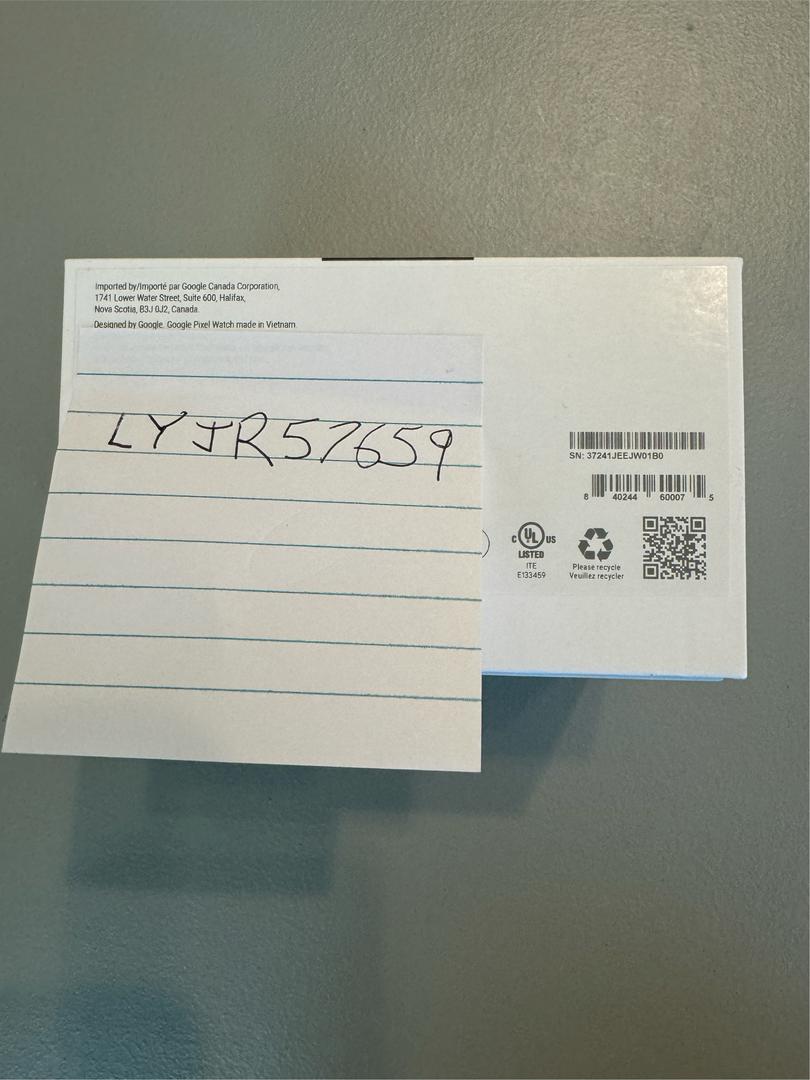 Imported by/Importé par Google Canada Corporation,
1741 Lower Water Street, Suite 600, Halifax,
Nova Scotia, B3J 0J2, Canada.
Designed by Google. Google Pixel Watch made in Vietnam.
LYJR57659
SN: 37241JEEJW01B0
8 40244 60007 5
C UL US
LISTED
ITE
E133459
Please recycle
Veuillez recycler